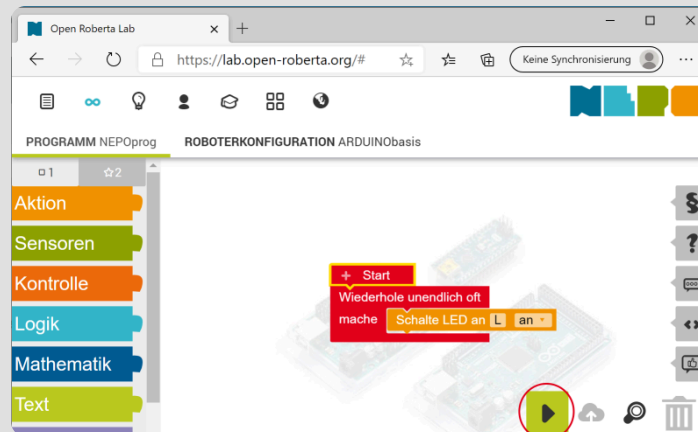 Open Roberta Lab
https://lab.open-roberta.org/#
Keine Synchronisierung
PROGRAMM NEPOprog
ROBOTERKONFIGURATION ARDUINObasis
1
2
Aktion
Sensoren
Kontrolle
Logik
Mathematik
Text
+ Start
Wiederhole unendlich oft
mache Schalte LED an L an
§
?